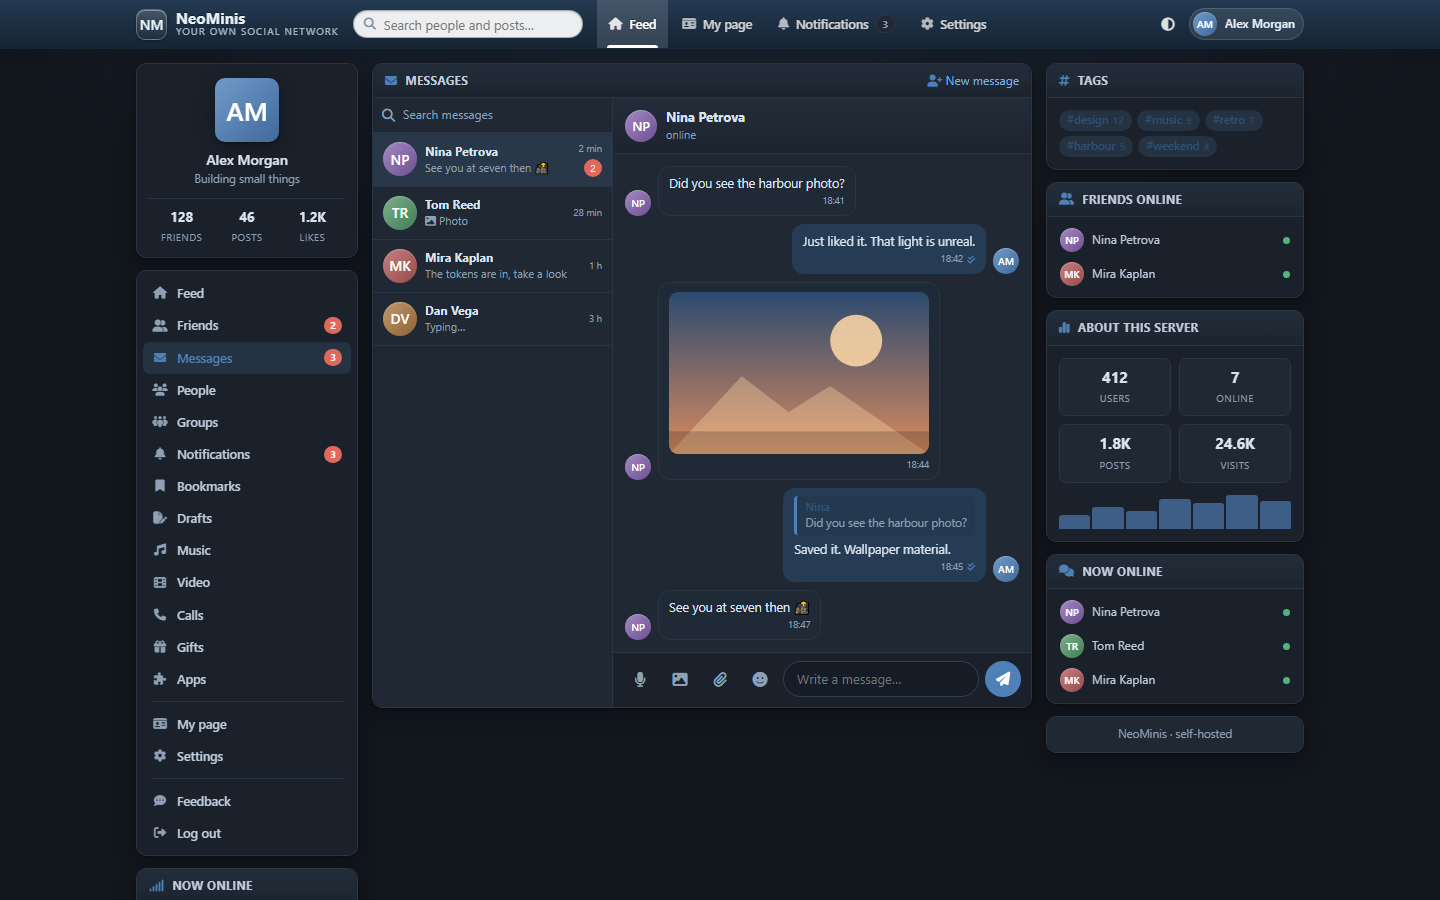 NM
NeoMinis
YOUR OWN SOCIAL NETWORK
Search people and posts...
Feed
My page
Notifications 3
Settings
AM Alex Morgan
AM
Alex Morgan
Building small things
128 46 1.2K
FRIENDS POSTS LIKES
Feed
Friends 2
Messages 3
People
Groups
Notifications 3
Bookmarks
Drafts
Music
Video
Calls
Gifts
Apps
My page
Settings
Feedback
Log out
NOW ONLINE
MESSAGES
New message
Search messages
NP Nina Petrova 2 min
See you at seven then 2
TR Tom Reed 28 min
Photo
MK Mira Kaplan 1 h
The tokens are in, take a look
DV Dan Vega 3 h
Typing...
NP Nina Petrova
online
Did you see the harbour photo?
18:41
NP
Just liked it. That light is unreal.
18:42
AM
18:44
NP
Nina
Did you see the harbour photo?
Saved it. Wallpaper material.
18:45
AM
See you at seven then
18:47
NP
Write a message...
# TAGS
#design 12 #music 9 #retro 7
#harbour 5 #weekend 4
FRIENDS ONLINE
NP Nina Petrova
MK Mira Kaplan
ABOUT THIS SERVER
412 7
USERS ONLINE
1.8K 24.6K
POSTS VISITS
NOW ONLINE
NP Nina Petrova
TR Tom Reed
MK Mira Kaplan
NeoMinis · self-hosted